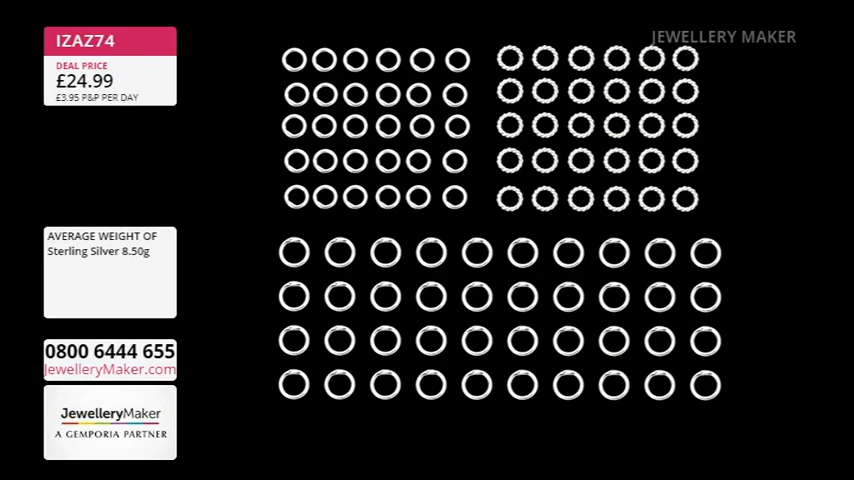 IZAZ74
DEAL PRICE
£24.99
£3.95 P&P PER DAY
JEWELLERY MAKER
AVERAGE WEIGHT OF
Sterling Silver 8.50g
0800 6444 655
JewelleryMaker.com
JewelleryMaker
A GEMPORIA PARTNER